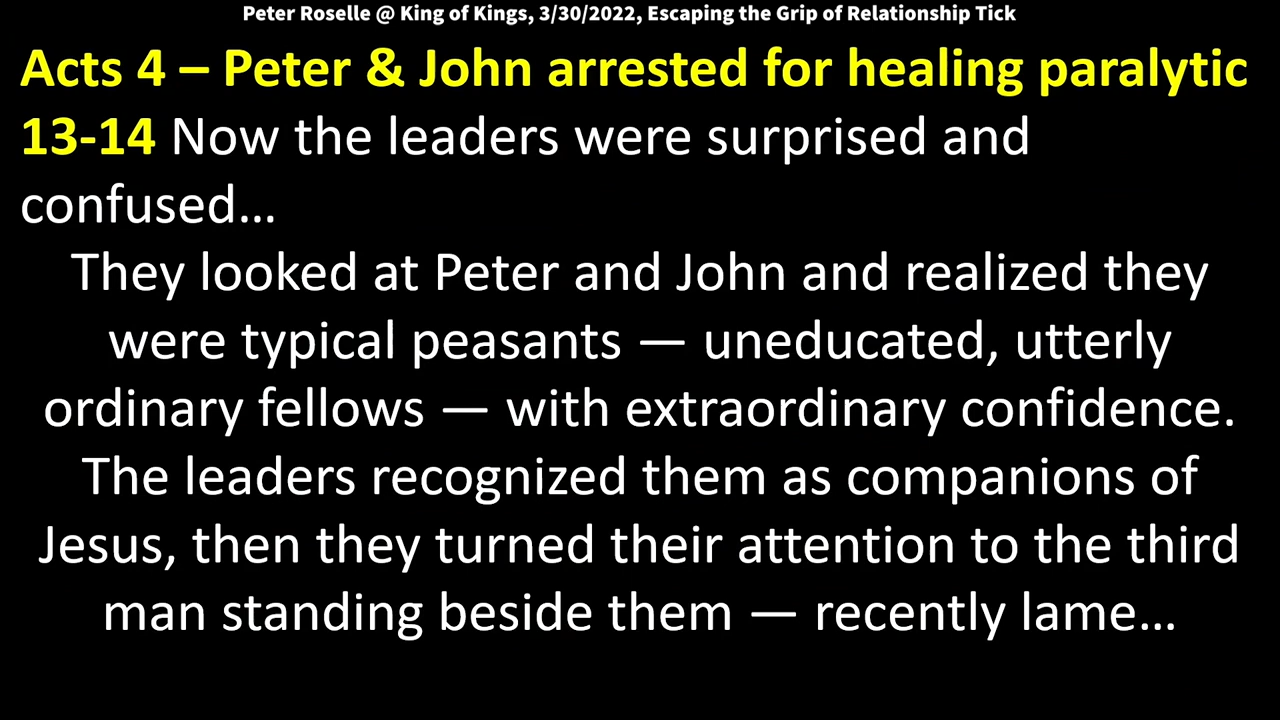 Peter Roselle @ King of Kings, 3/30/2022, Escaping the Grip of Relationship Tick
Acts 4 – Peter & John arrested for healing paralytic
13-14 Now the leaders were surprised and
confused…
They looked at Peter and John and realized they
were typical peasants — uneducated, utterly
ordinary fellows — with extraordinary confidence.
The leaders recognized them as companions of
Jesus, then they turned their attention to the third
man standing beside them — recently lame…